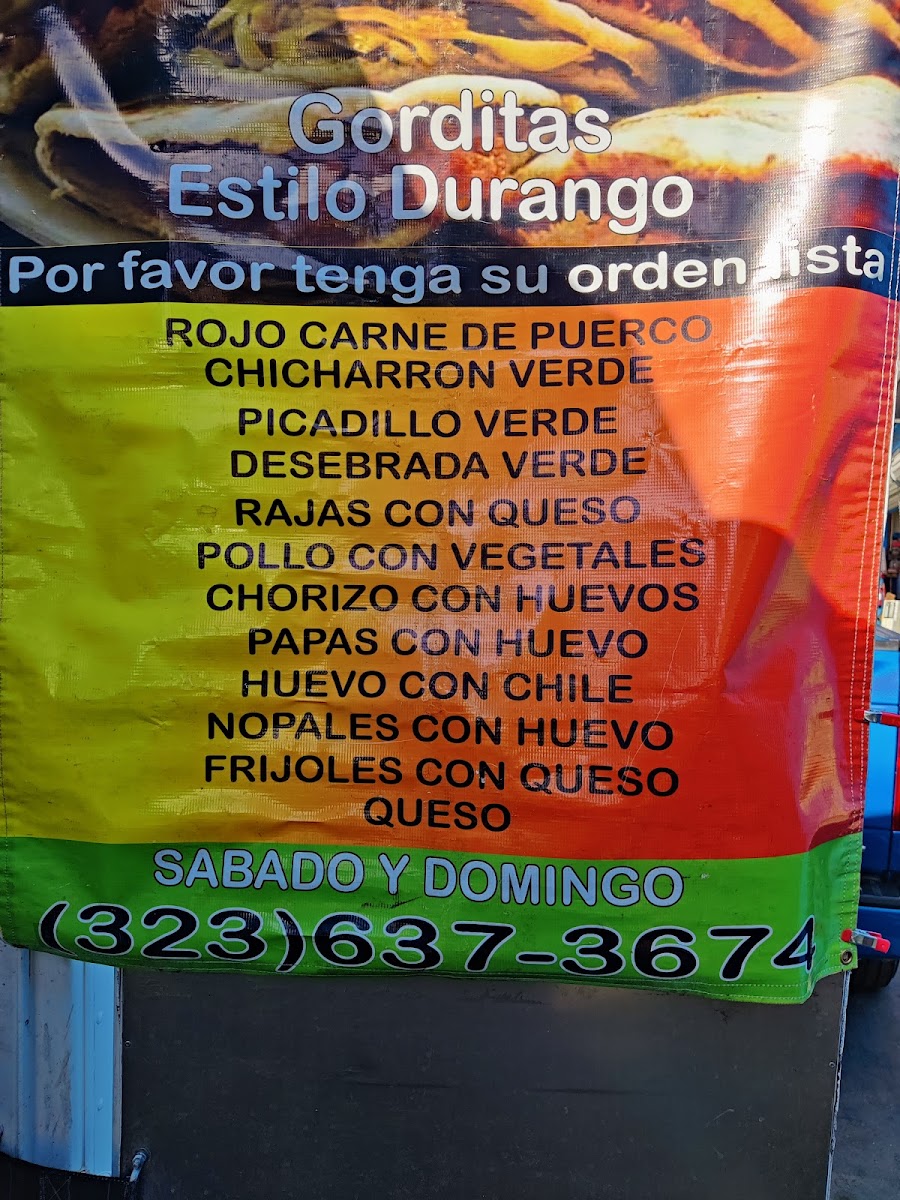 Gorditas
Estilo Durango
Por favor tenga su orden lista
ROJO CARNE DE PUERCO
CHICHARRON VERDE
PICADILLO VERDE
DESEBRADA VERDE
RAJAS CON QUESO
POLLO CON VEGETALES
CHORIZO CON HUEVOS
PAPAS CON HUEVO
HUEVO CON CHILE
NOPALES CON HUEVO
FRIJOLES CON QUESO
QUESO
SABADO Y DOMINGO
(323)637-3674